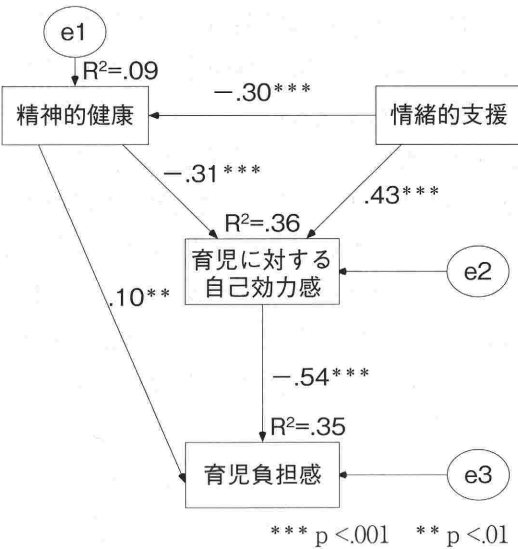 e1
R²=.09
−.30***
精神的健康
情緒的支援
−.31***
.43***
R²=.36
育児に対する
自己効力感
e2
.10**
−.54***
R²=.35
育児負担感
e3
*** p <.001 ** p <.01